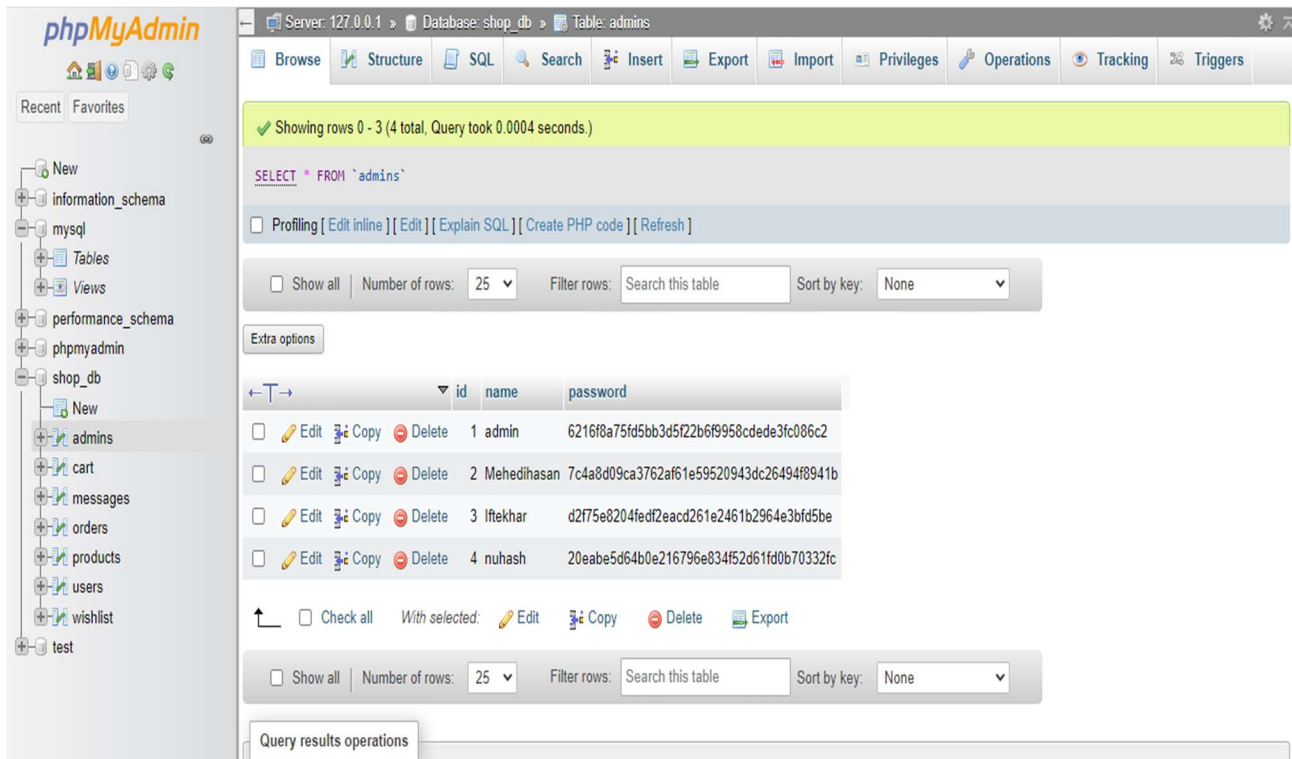 phpMyAdmin
Recent Favorites
New
information_schema
mysql
Tables
Views
performance_schema
phpmyadmin
shop_db
New
admins
cart
messages
orders
products
users
wishlist
test
Server: 127.0.0.1 » Database: shop_db » Table: admins
Browse Structure SQL Search Insert Export Import Privileges Operations Tracking Triggers
Showing rows 0 - 3 (4 total, Query took 0.0004 seconds.)
SELECT * FROM `admins`
Profiling [ Edit inline ] [ Edit ] [ Explain SQL ] [ Create PHP code ] [ Refresh ]
Show all | Number of rows: 25 Filter rows: Search this table Sort by key: None
Extra options
←T→ id name password
Edit Copy Delete 1 admin 6216f8a75fd5bb3d5f22b6f9958cdede3fc086c2
Edit Copy Delete 2 Mehedihasan 7c4a8d09ca3762af61e59520943dc26494f8941b
Edit Copy Delete 3 Iftekhar d2f75e8204fedf2eacd261e2461b2964e3bfd5be
Edit Copy Delete 4 nuhash 20eabe5d64b0e216796e834f52d61fd0b70332fc
Check all With selected: Edit Copy Delete Export
Show all | Number of rows: 25 Filter rows: Search this table Sort by key: None
Query results operations